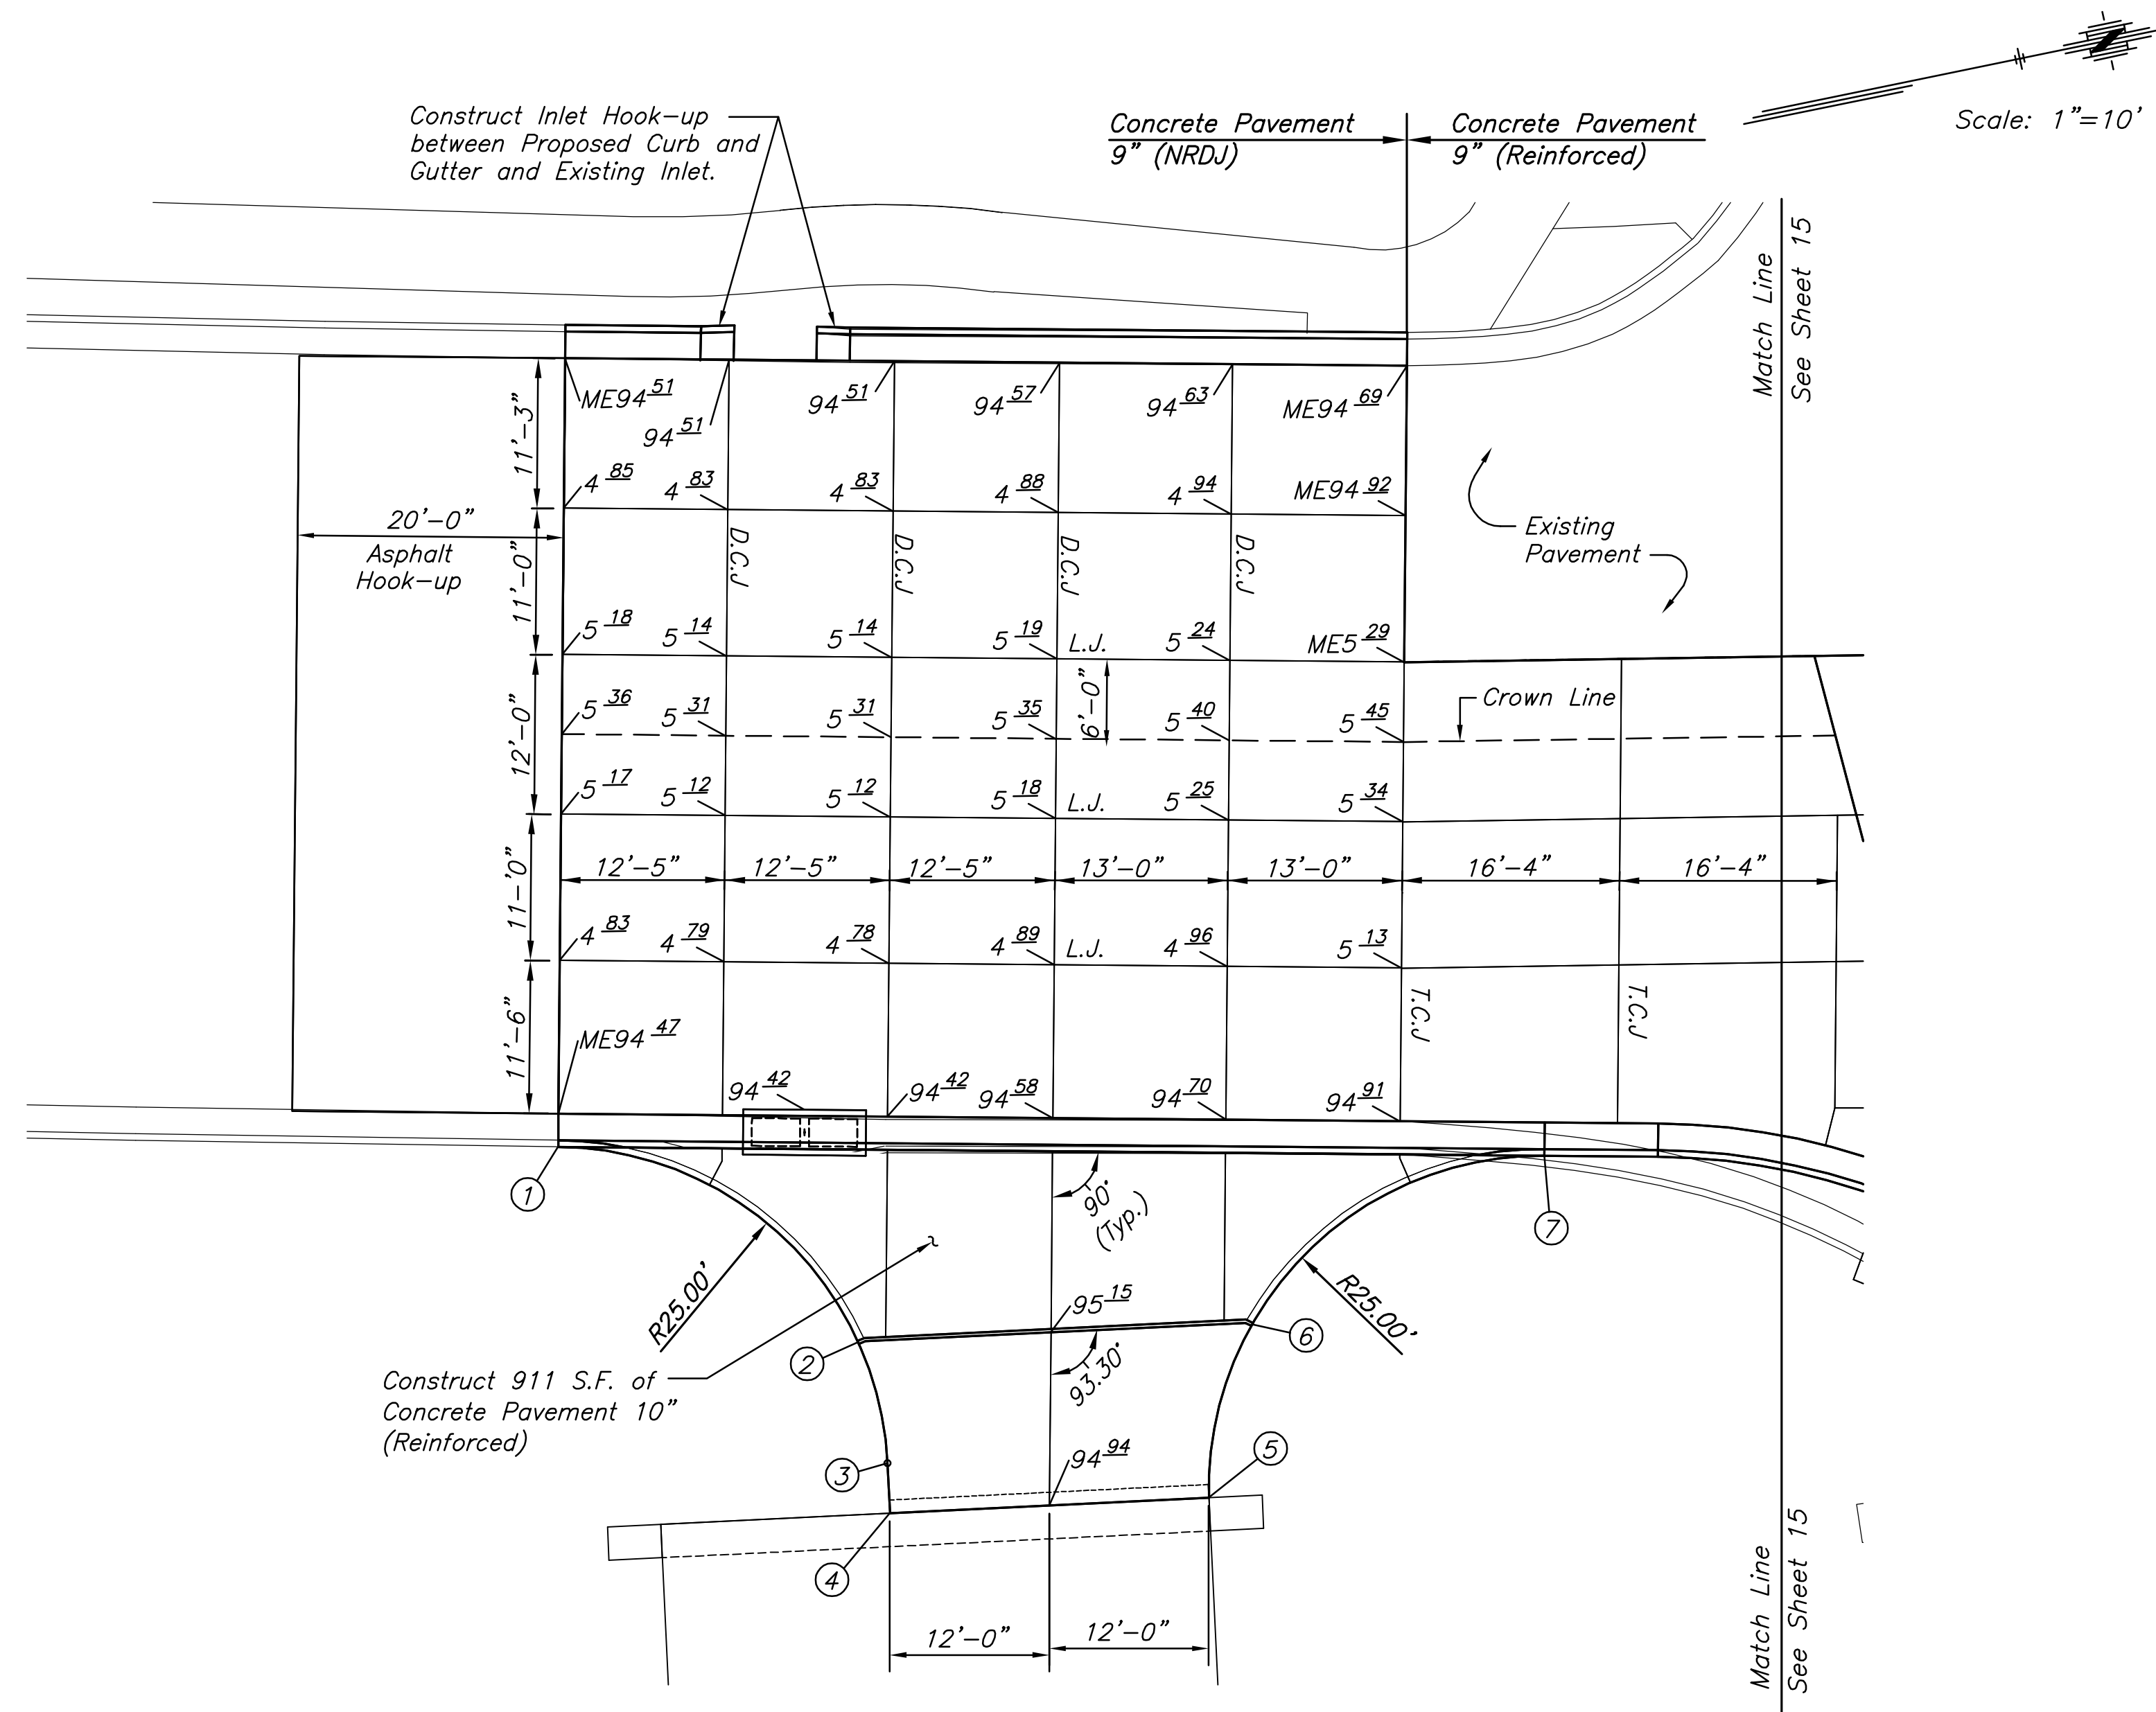 Scale: 1"=10'
Construct Inlet Hook-up
between Proposed Curb and
Gutter and Existing Inlet.
Concrete Pavement
9" (NRDJ)
Concrete Pavement
9" (Reinforced)
Match Line
See Sheet 15
ME94 51
94 51
94 51
94 57
94 63
ME94 69
11'-3"
4 85
4 83
4 83
4 88
4 94
ME94 92
20'-0"
Asphalt
Hook-up
11'-0"
D.C.J
D.C.J
D.C.J
D.C.J
Existing
Pavement
5 18
5 14
5 14
5 19
L.J.
5 24
ME5 29
12'-0"
5 36
5 31
5 31
5 35
6'-0"
5 40
5 45
Crown Line
5 17
5 12
5 12
5 18
L.J.
5 25
5 34
11-'0"
12'-5"
12'-5"
12'-5"
13'-0"
13'-0"
16'-4"
16'-4"
4 83
4 79
4 78
4 89
L.J.
4 96
5 13
11'-6"
T.C.J
T.C.J
ME94 47
94 42
94 42
94 58
94 70
94 91
1
90°
(Typ.)
7
R25.00'
95 15
R25.00'
2
93.30°
6
Construct 911 S.F. of
Concrete Pavement 10"
(Reinforced)
3
94 94
5
4
12'-0"
12'-0"
Match Line
See Sheet 15